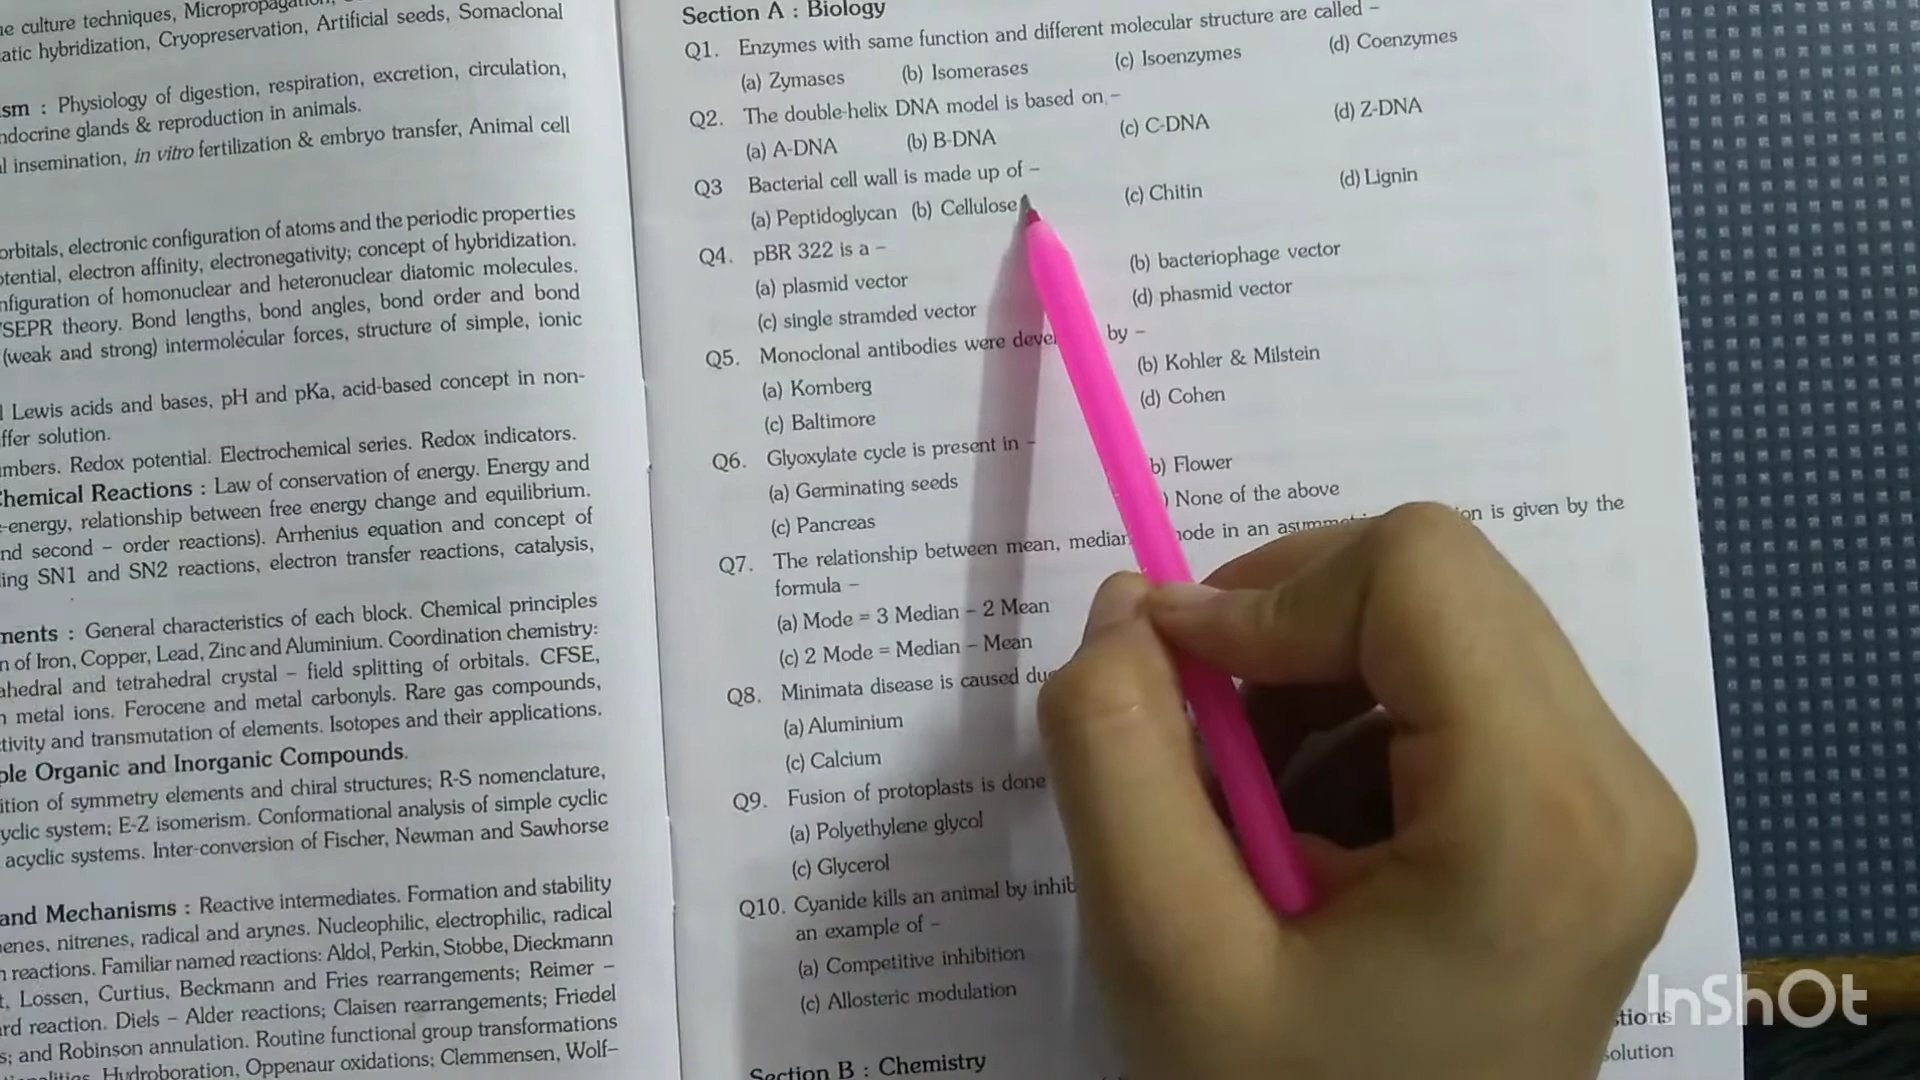 ne culture techniques, Micropropagation,
atic hybridization, Cryopreservation, Artificial seeds, Somaclonal
sm : Physiology of digestion, respiration, excretion, circulation,
ndocrine glands & reproduction in animals.
l insemination, in vitro fertilization & embryo transfer, Animal cell
orbitals, electronic configuration of atoms and the periodic properties
otential, electron affinity, electronegativity; concept of hybridization.
nfiguration of homonuclear and heteronuclear diatomic molecules.
VSEPR theory. Bond lengths, bond angles, bond order and bond
(weak and strong) intermolecular forces, structure of simple, ionic
l Lewis acids and bases, pH and pKa, acid-based concept in non-
ffer solution.
mbers. Redox potential. Electrochemical series. Redox indicators.
Chemical Reactions : Law of conservation of energy. Energy and
-energy, relationship between free energy change and equilibrium.
nd second – order reactions). Arrhenius equation and concept of
ing SN1 and SN2 reactions, electron transfer reactions, catalysis,
ments : General characteristics of each block. Chemical principles
n of Iron, Copper, Lead, Zinc and Aluminium. Coordination chemistry:
ahedral and tetrahedral crystal – field splitting of orbitals. CFSE,
n metal ions. Ferocene and metal carbonyls. Rare gas compounds,
tivity and transmutation of elements. Isotopes and their applications.
ple Organic and Inorganic Compounds.
ition of symmetry elements and chiral structures; R-S nomenclature,
yclic system; E-Z isomerism. Conformational analysis of simple cyclic
acyclic systems. Inter-conversion of Fischer, Newman and Sawhorse
and Mechanisms : Reactive intermediates. Formation and stability
enes, nitrenes, radical and arynes. Nucleophilic, electrophilic, radical
n reactions. Familiar named reactions: Aldol, Perkin, Stobbe, Dieckmann
t, Lossen, Curtius, Beckmann and Fries rearrangements; Reimer –
rd reaction. Diels – Alder reactions; Claisen rearrangements; Friedel
s; and Robinson annulation. Routine functional group transformations
Hydroboration, Oppenaur oxidations; Clemmensen, Wolf–
Section A : Biology
Q1. Enzymes with same function and different molecular structure are called –
(a) Zymases (b) Isomerases (c) Isoenzymes (d) Coenzymes
Q2. The double-helix DNA model is based on –
(a) A-DNA (b) B-DNA (c) C-DNA (d) Z-DNA
Q3 Bacterial cell wall is made up of –
(a) Peptidoglycan (b) Cellulose (c) Chitin (d) Lignin
Q4. pBR 322 is a –
(a) plasmid vector (b) bacteriophage vector
(c) single stramded vector (d) phasmid vector
Q5. Monoclonal antibodies were devel by –
(a) Komberg (b) Kohler & Milstein
(c) Baltimore (d) Cohen
Q6. Glyoxylate cycle is present in –
(a) Germinating seeds b) Flower
(c) Pancreas ) None of the above
Q7. The relationship between mean, median mode in an asymmetri on is given by the
formula –
(a) Mode = 3 Median – 2 Mean
(c) 2 Mode = Median – Mean
Q8. Minimata disease is caused due
(a) Aluminium
(c) Calcium
Q9. Fusion of protoplasts is done
(a) Polyethylene glycol
(c) Glycerol
Q10. Cyanide kills an animal by inhib
an example of –
(a) Competitive inhibition
(c) Allosteric modulation
stions
Section B : Chemistry
solution
InShOt